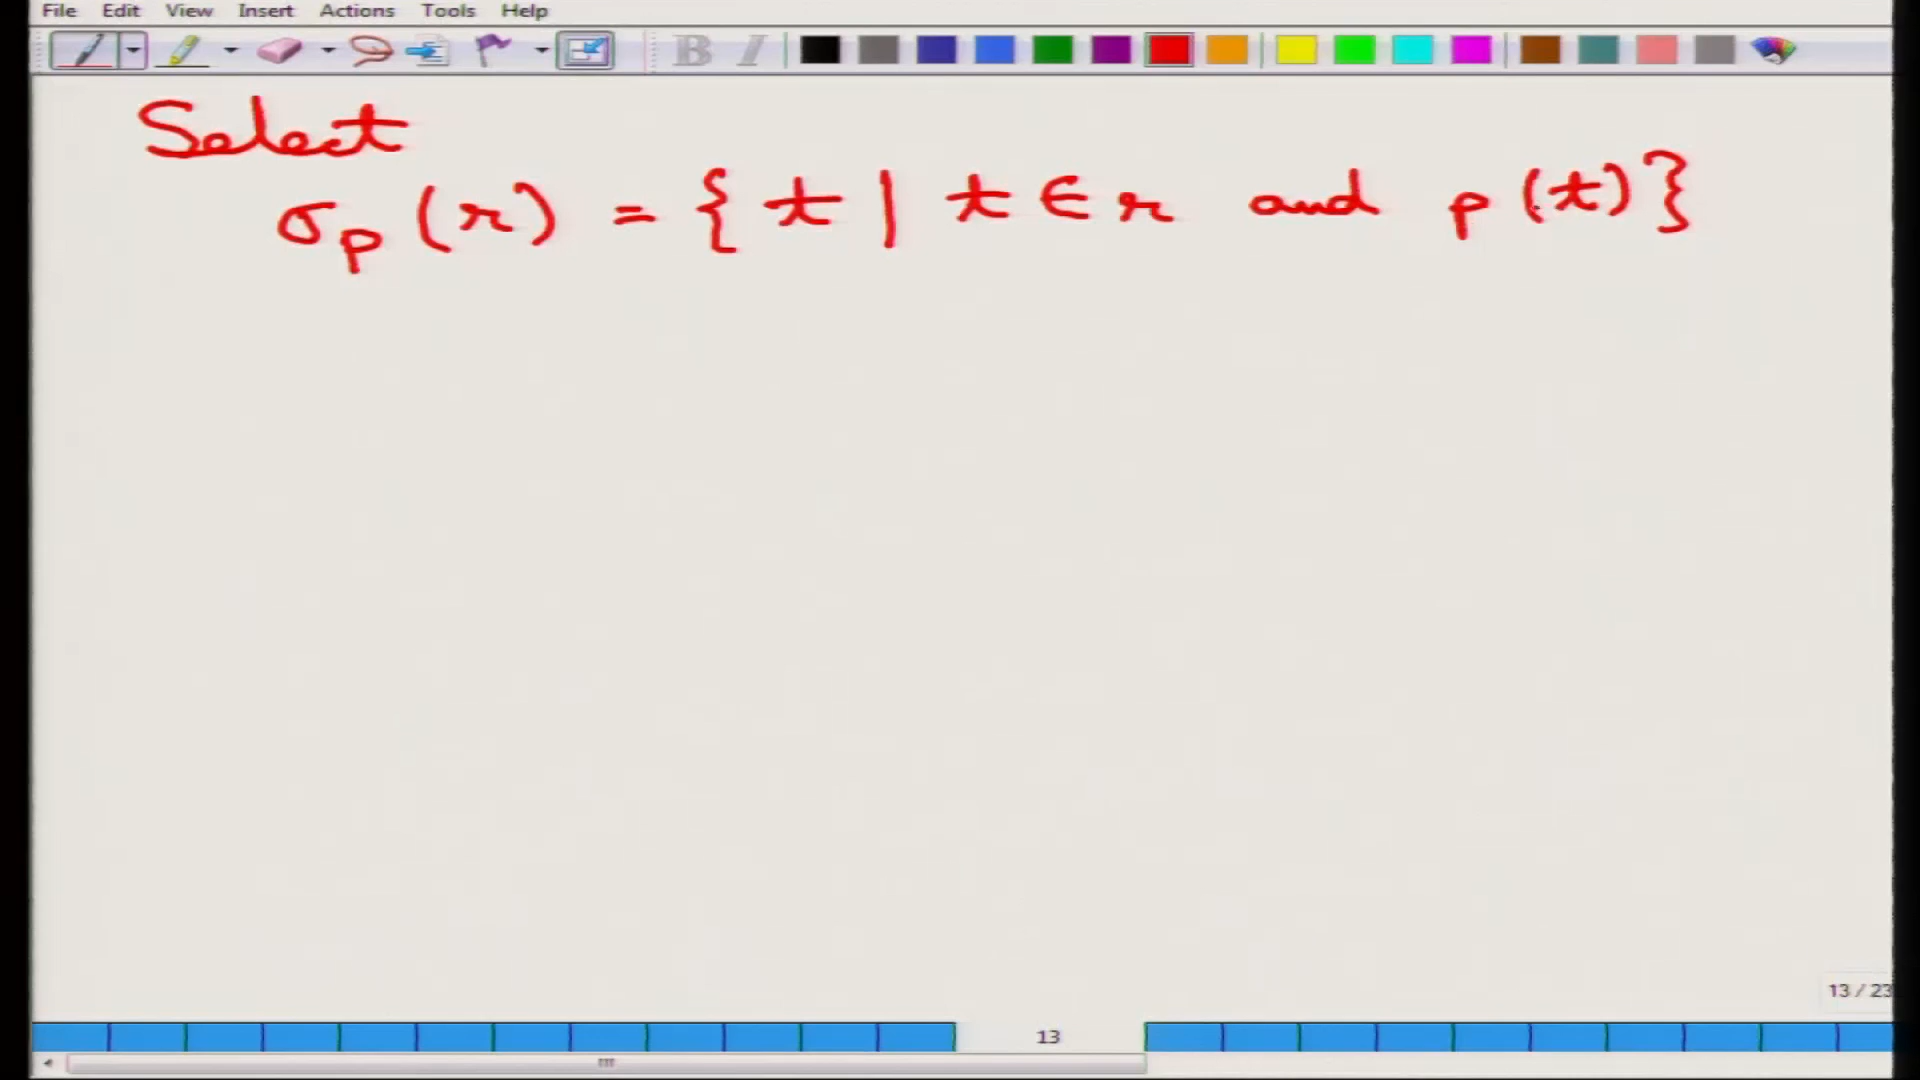 File Edit View Insert Actions Tools Help
B I
Select
σp (r) = { t | t ∈ r and p (t) }
13 / 23
13